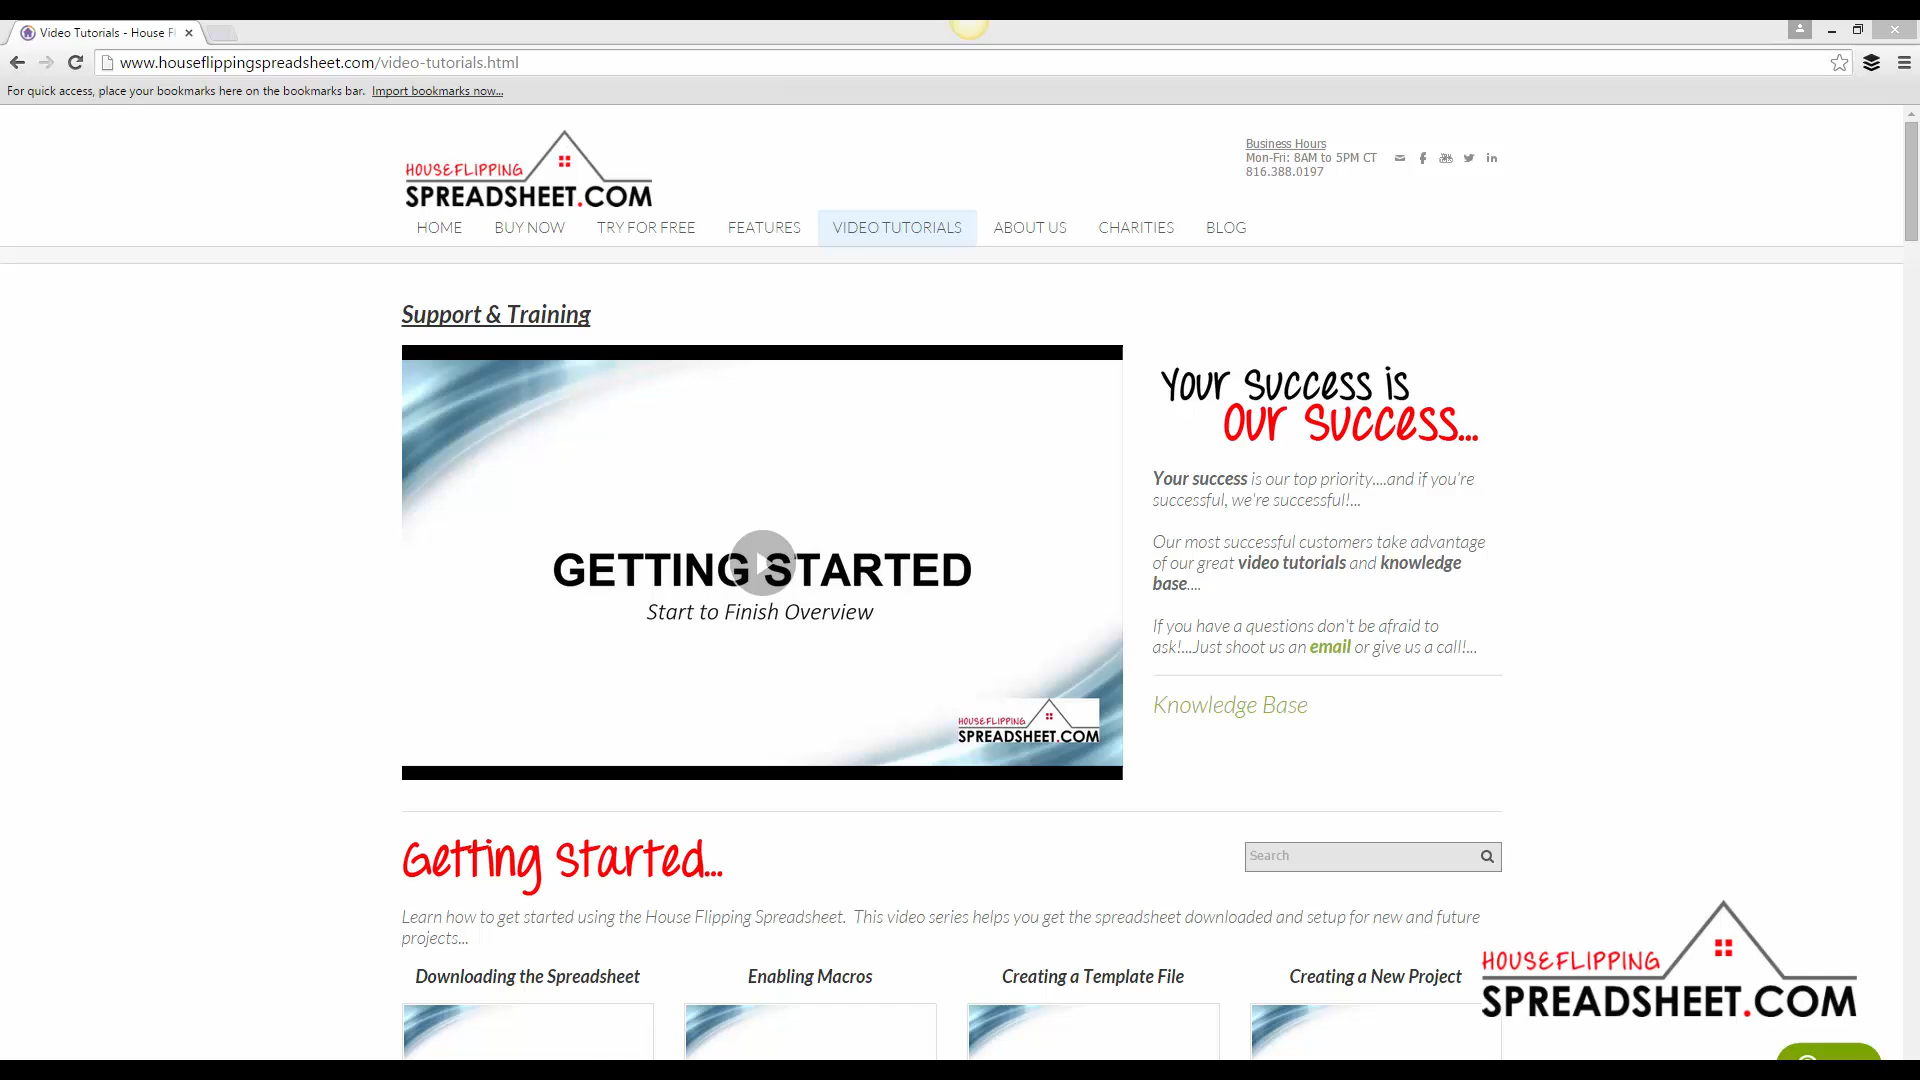 Video Tutorials - House F
www.houseflippingspreadsheet.com/video-tutorials.html
For quick access, place your bookmarks here on the bookmarks bar. Import bookmarks now...
HOUSEFLIPPING
SPREADSHEET.COM
Business Hours
Mon-Fri: 8AM to 5PM CT
816.388.0197
HOME BUY NOW TRY FOR FREE FEATURES VIDEO TUTORIALS ABOUT US CHARITIES BLOG
Support & Training
GETTING STARTED
Start to Finish Overview
HOUSEFLIPPING
SPREADSHEET.COM
Your Success is
Our Success...
Your success is our top priority....and if you're
successful, we're successful!...
Our most successful customers take advantage
of our great video tutorials and knowledge
base....
If you have a questions don't be afraid to
ask!...Just shoot us an email or give us a call!...
Knowledge Base
Getting Started...
Search
Learn how to get started using the House Flipping Spreadsheet. This video series helps you get the spreadsheet downloaded and setup for new and future
projects...
Downloading the Spreadsheet Enabling Macros Creating a Template File Creating a New Project
HOUSEFLIPPING
SPREADSHEET.COM